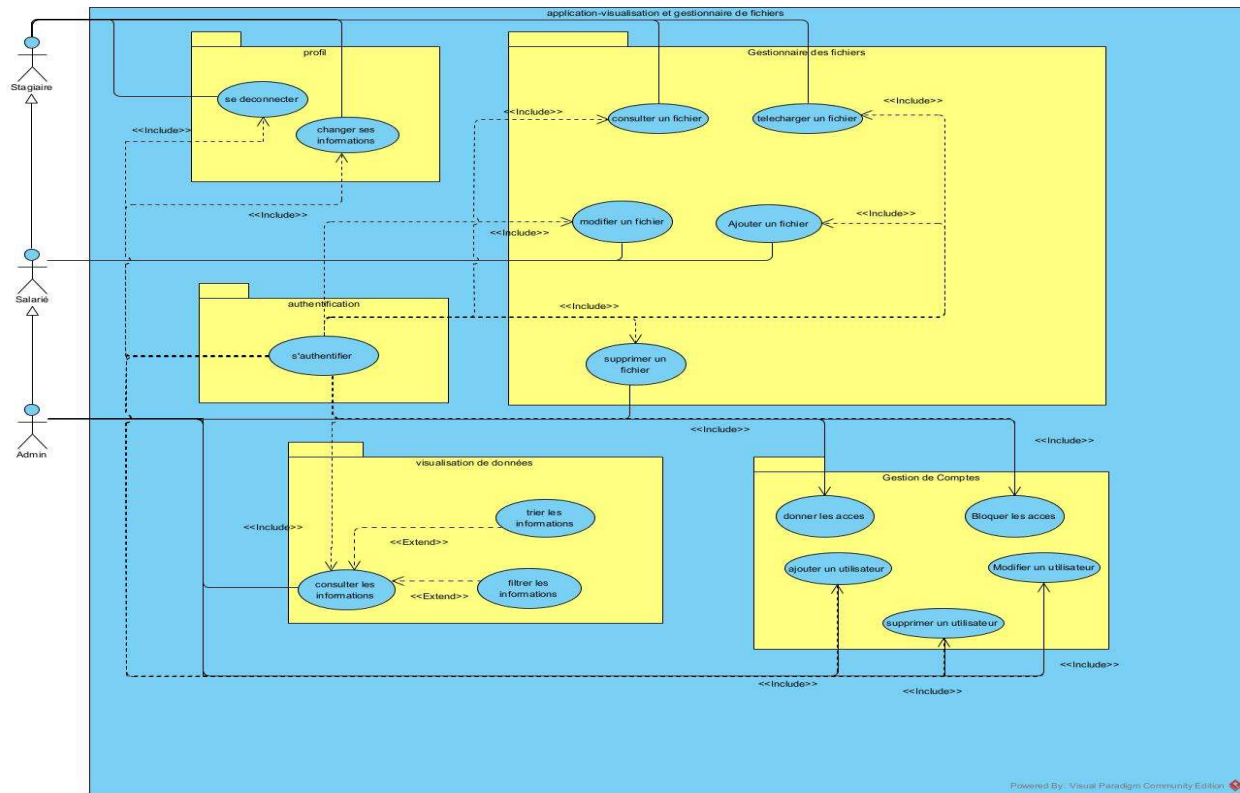 application-visualisation et gestionnaire de fichiers
Stagiaire
profil
se deconnecter
<<Include>>
changer ses
informations
<<Include>>
Gestionnaire des fichiers
<<Include>>
consulter un fichier
telecharger un fichier
<<Include>>
modifier un fichier
<<Include>>
Ajouter un fichier
<<Include>>
Salarié
authentification
s'authentifier
<<Include>>
supprimer un
fichier
Admin
<<Include>>
<<Include>>
visualisation de données
trier les
informations
<<Include>>
<<Extend>>
consulter les
informations
filtrer les
informations
<<Extend>>
Gestion de Comptes
donner les acces
Bloquer les acces
ajouter un utilisateur
Modifier un utilisateur
supprimer un utilisateur
<<Include>>
<<Include>>
<<Include>>
Powered By: Visual Paradigm Community Edition